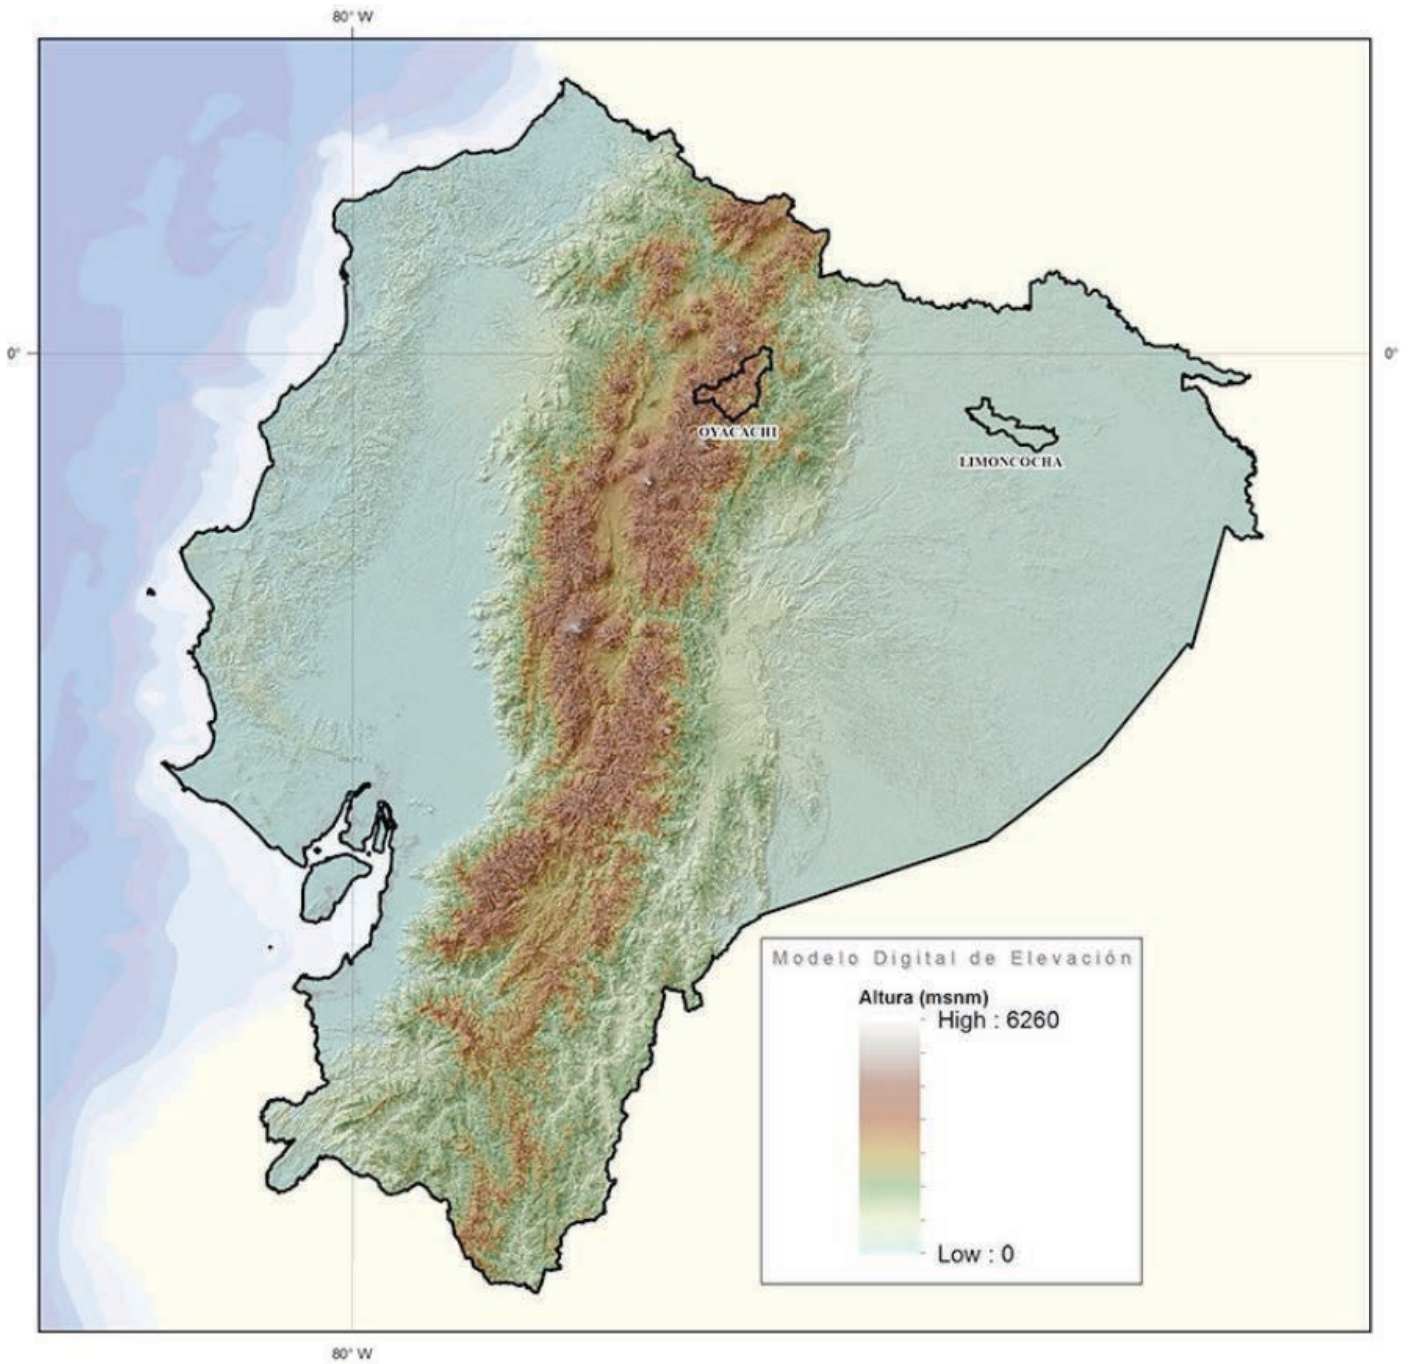 80° W
0°
0°
OYACACHI
LIMONCOCHA
Modelo Digital de Elevación
Altura (msnm)
High : 6260
Low : 0
80° W